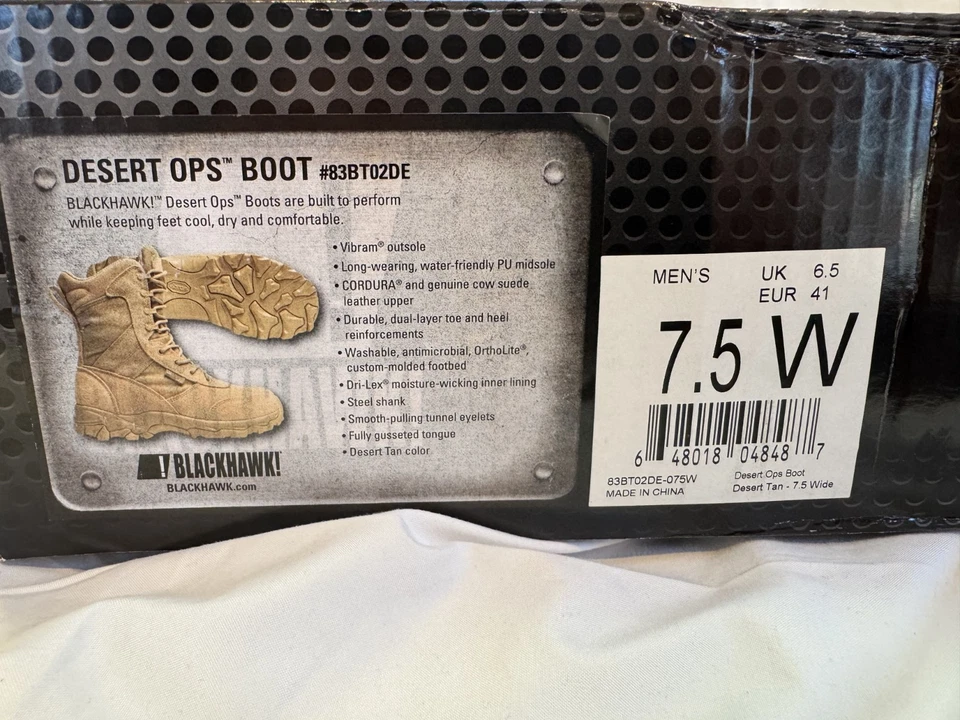 DESERT OPS™ BOOT #83BT02DE
BLACKHAWK!™ Desert Ops™ Boots are built to perform
while keeping feet cool, dry and comfortable.
• Vibram® outsole
• Long-wearing, water-friendly PU midsole
• CORDURA® and genuine cow suede
leather upper
• Durable, dual-layer toe and heel
reinforcements
• Washable, antimicrobial, OrthoLite®,
custom-molded footbed
• Dri-Lex® moisture-wicking inner lining
• Steel shank
• Smooth-pulling tunnel eyelets
• Fully gusseted tongue
• Desert Tan color
BLACKHAWK!
BLACKHAWK.com
MEN'S UK 6.5
EUR 41
7.5 W
6 48018 04848 7
83BT02DE-075W
MADE IN CHINA
Desert Ops Boot
Desert Tan - 7.5 Wide